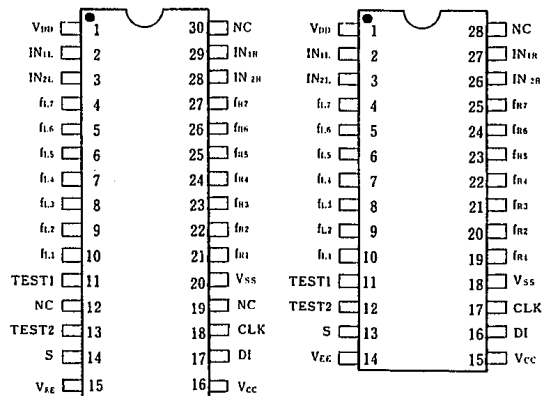 VDD 1 30 NC
IN1L 2 29 IN1R
IN2L 3 28 IN2R
fL7 4 27 fR7
fL6 5 26 fR6
fL5 6 25 fR5
fL4 7 24 fR4
fL3 8 23 fR3
fL2 9 22 fR2
fL1 10 21 fR1
TEST1 11 20 VSS
NC 12 19 NC
TEST2 13 18 CLK
S 14 17 DI
VEE 15 16 VCC
VDD 1 28 NC
IN1L 2 27 IN1R
IN2L 3 26 IN2R
fL7 4 25 fR7
fL6 5 24 fR6
fL5 6 23 fR5
fL4 7 22 fR4
fL3 8 21 fR3
fL2 9 20 fR2
fL1 10 19 fR1
TEST1 11 18 VSS
TEST2 12 17 CLK
S 13 16 DI
VEE 14 15 VCC